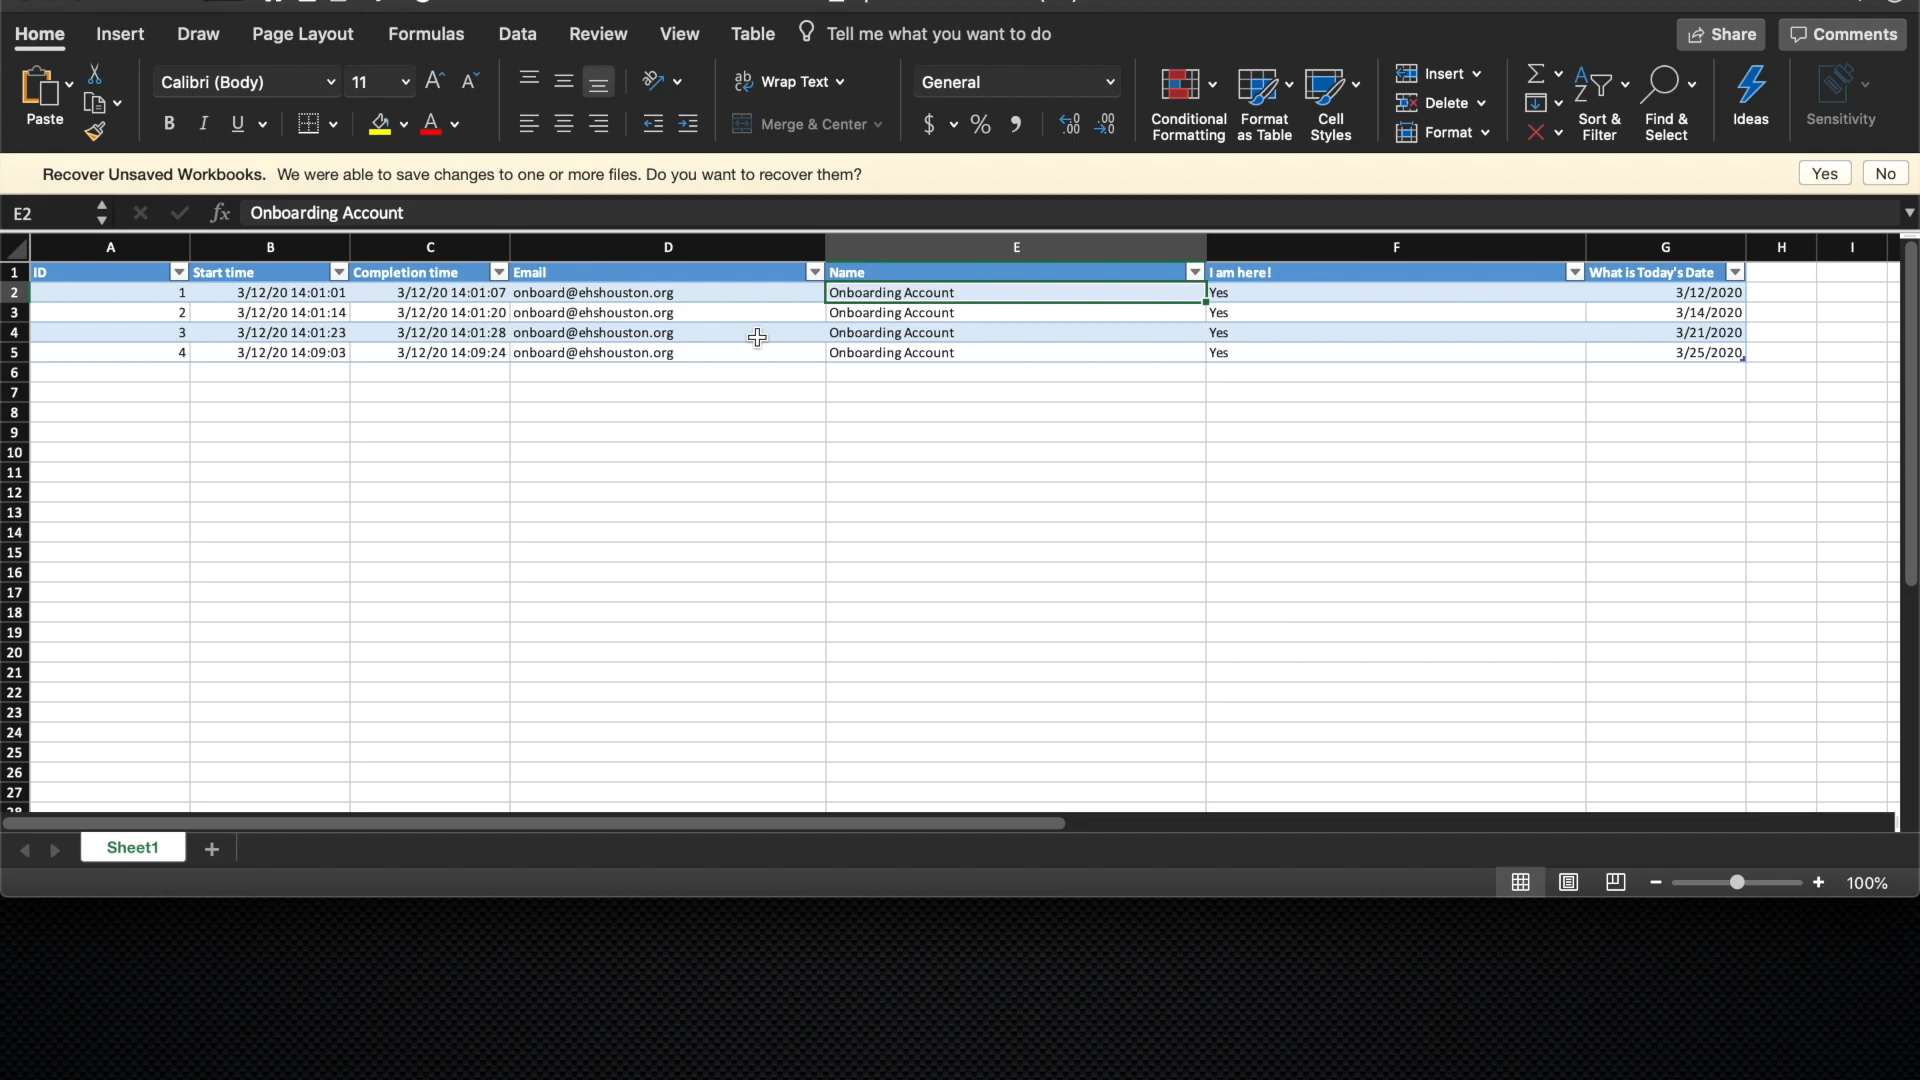 Home Insert Draw Page Layout Formulas Data Review View Table Tell me what you want to do Share Comments
Paste Calibri (Body) 11 A A ab Wrap Text General Conditional Formatting Format as Table Cell Styles Insert Delete Format Sort & Filter Find & Select Ideas Sensitivity
B I U A Merge & Center $ % ,
Recover Unsaved Workbooks. We were able to save changes to one or more files. Do you want to recover them? Yes No
E2 fx Onboarding Account
A B C D E F G H I
1 ID Start time Completion time Email Name I am here! What is Today's Date
2 1 3/12/20 14:01:01 3/12/20 14:01:07 onboard@ehshouston.org Onboarding Account Yes 3/12/2020
3 2 3/12/20 14:01:14 3/12/20 14:01:20 onboard@ehshouston.org Onboarding Account Yes 3/14/2020
4 3 3/12/20 14:01:23 3/12/20 14:01:28 onboard@ehshouston.org Onboarding Account Yes 3/21/2020
5 4 3/12/20 14:09:03 3/12/20 14:09:24 onboard@ehshouston.org Onboarding Account Yes 3/25/2020
6
7
8
9
10
11
12
13
14
15
16
17
18
19
20
21
22
23
24
25
26
27
Sheet1 +
100%